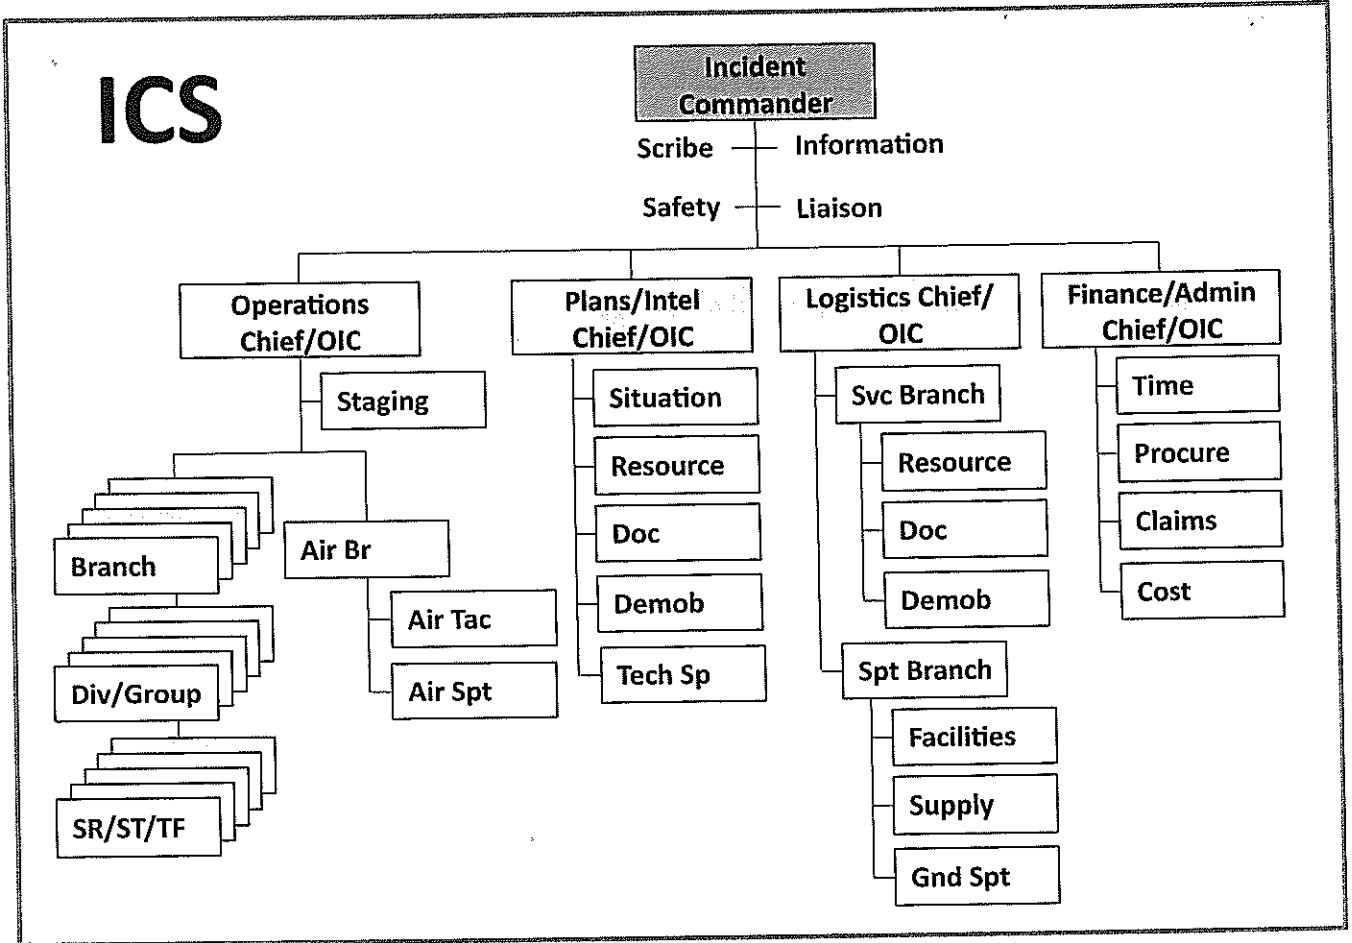 ICS
Incident
Commander
Scribe
Information
Safety
Liaison
Operations
Chief/OIC
Plans/Intel
Chief/OIC
Logistics Chief/
OIC
Finance/Admin
Chief/OIC
Staging
Branch
Div/Group
SR/ST/TF
Air Br
Air Tac
Air Spt
Situation
Resource
Doc
Demob
Tech Sp
Svc Branch
Resource
Doc
Demob
Spt Branch
Facilities
Supply
Gnd Spt
Time
Procure
Claims
Cost